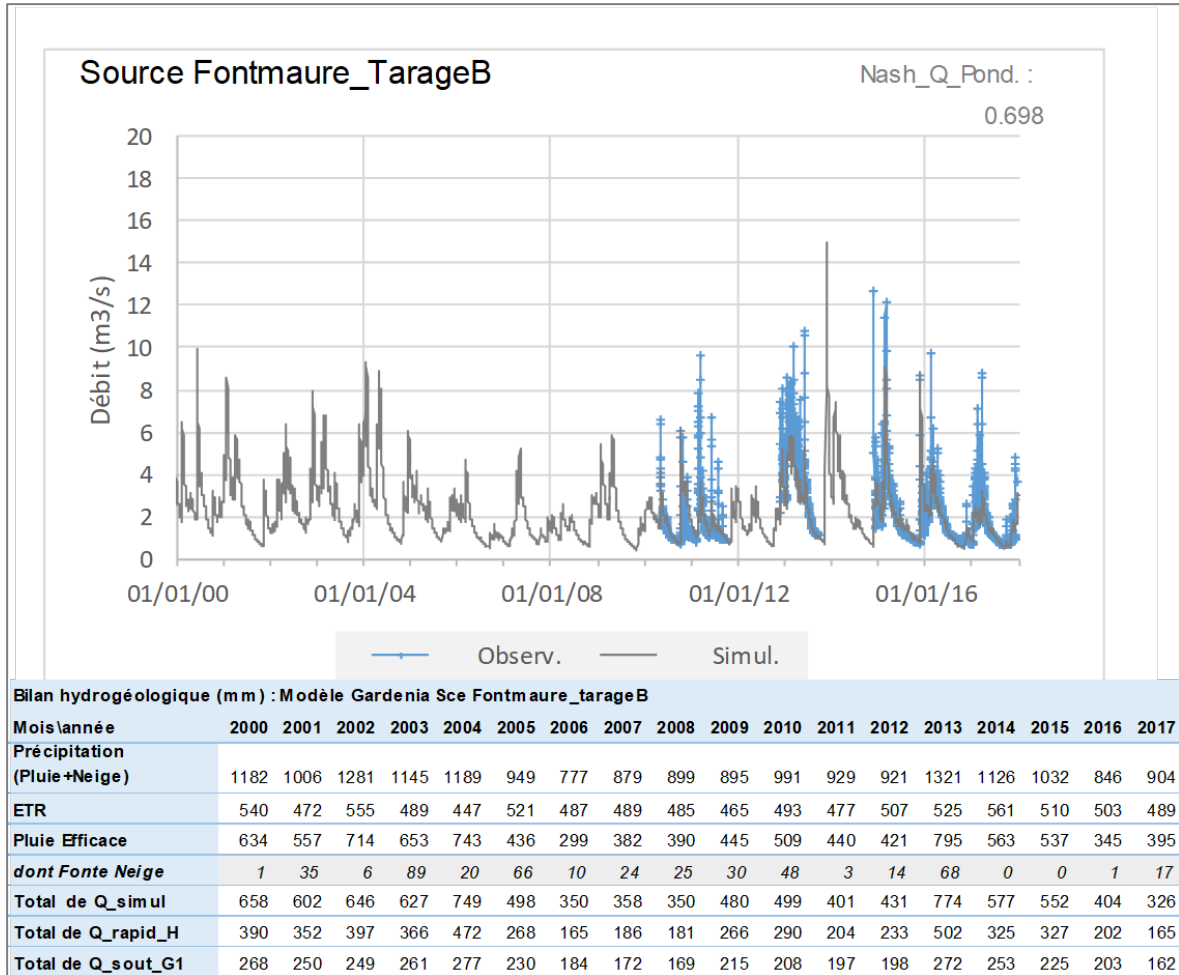 Source Fontmaure_TarageB
Nash_Q_Pond. :
0.698
20
18
16
14
12
10
8
6
4
2
0
Débit (m3/s)
01/01/00 01/01/04 01/01/08 01/01/12 01/01/16
Observ. Simul.
Bilan hydrogéologique (mm) : Modèle Gardenia Sce Fontmaure_tarageB
Mois\année 2000 2001 2002 2003 2004 2005 2006 2007 2008 2009 2010 2011 2012 2013 2014 2015 2016 2017
Précipitation
(Pluie+Neige) 1182 1006 1281 1145 1189 949 777 879 899 895 991 929 921 1321 1126 1032 846 904
ETR 540 472 555 489 447 521 487 489 485 465 493 477 507 525 561 510 503 489
Pluie Efficace 634 557 714 653 743 436 299 382 390 445 509 440 421 795 563 537 345 395
dont Fonte Neige 1 35 6 89 20 66 10 24 25 30 48 3 14 68 0 0 1 17
Total de Q_simul 658 602 646 627 749 498 350 358 350 480 499 401 431 774 577 552 404 326
Total de Q_rapid_H 390 352 397 366 472 268 165 186 181 266 290 204 233 502 325 327 202 165
Total de Q_sout_G1 268 250 249 261 277 230 184 172 169 215 208 197 198 272 253 225 203 162